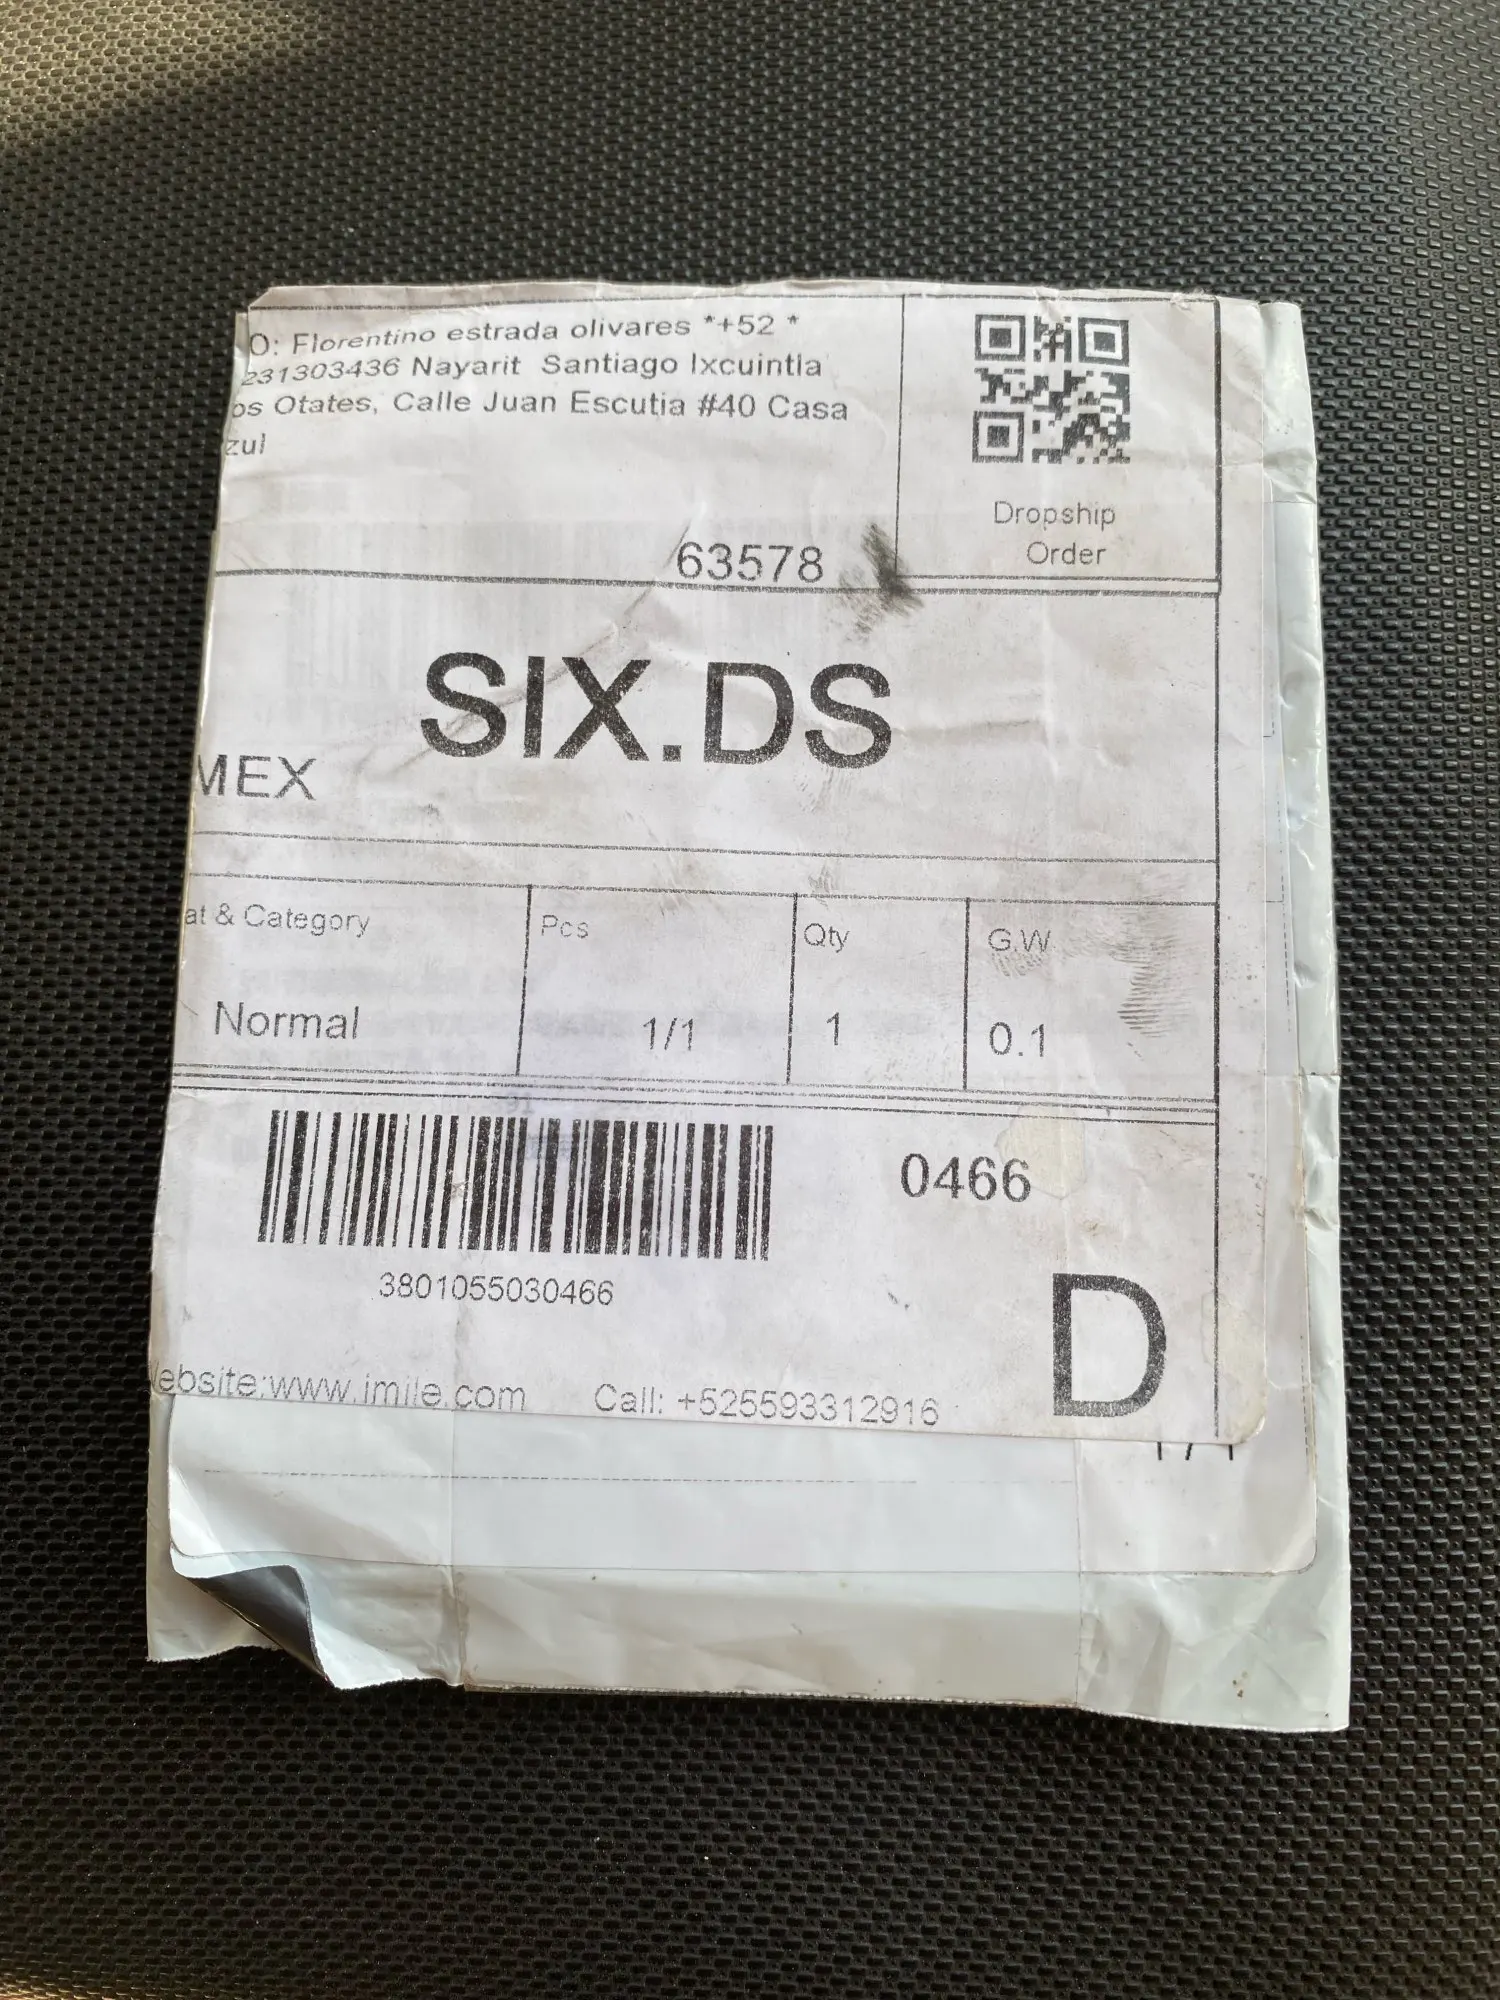 O: Florentino estrada olivares *+52 *
231303436 Nayarit Santiago Ixcuintla
os Otates, Calle Juan Escutia #40 Casa
zul
63578
Dropship
Order
SIX.DS
MEX
at & Category
Pcs
Qty
G.W
Normal
1/1
1
0.1
3801055030466
0466
D
ebsite:www.imile.com
Call: +525593312916